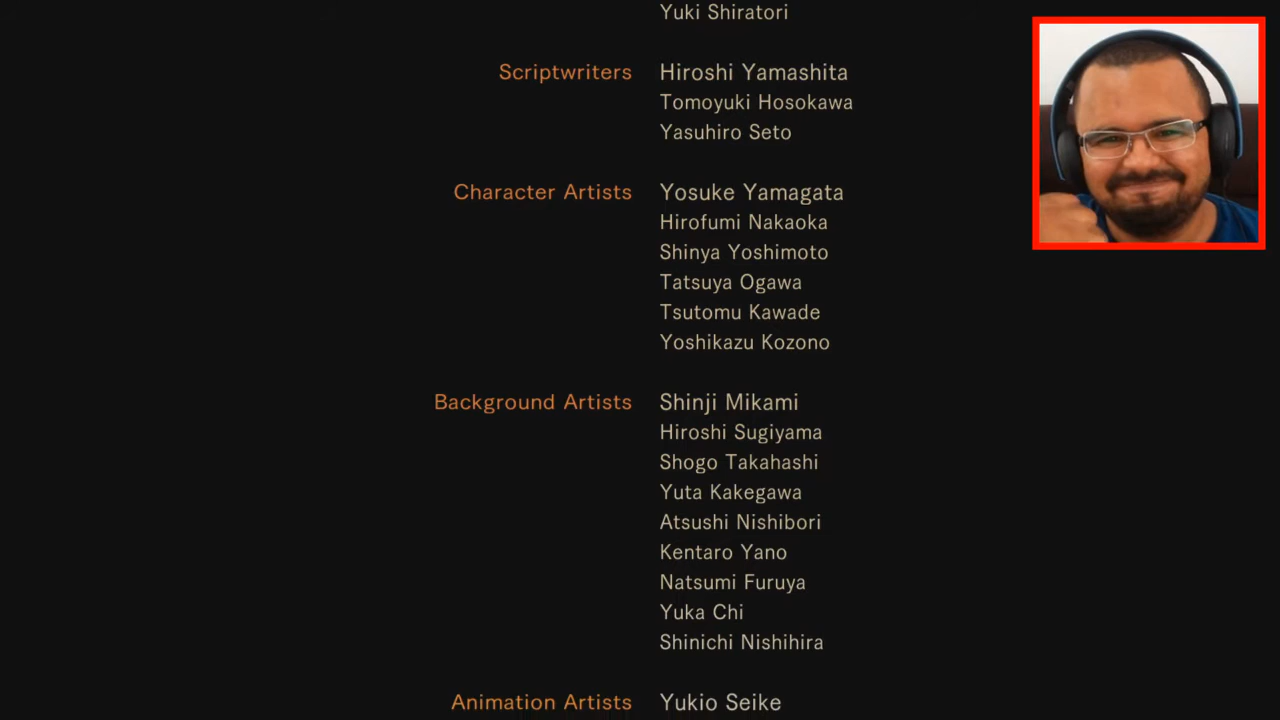 Yuki Shiratori
Scriptwriters Hiroshi Yamashita
Tomoyuki Hosokawa
Yasuhiro Seto
Character Artists Yosuke Yamagata
Hirofumi Nakaoka
Shinya Yoshimoto
Tatsuya Ogawa
Tsutomu Kawade
Yoshikazu Kozono
Background Artists Shinji Mikami
Hiroshi Sugiyama
Shogo Takahashi
Yuta Kakegawa
Atsushi Nishibori
Kentaro Yano
Natsumi Furuya
Yuka Chi
Shinichi Nishihira
Animation Artists Yukio Seike